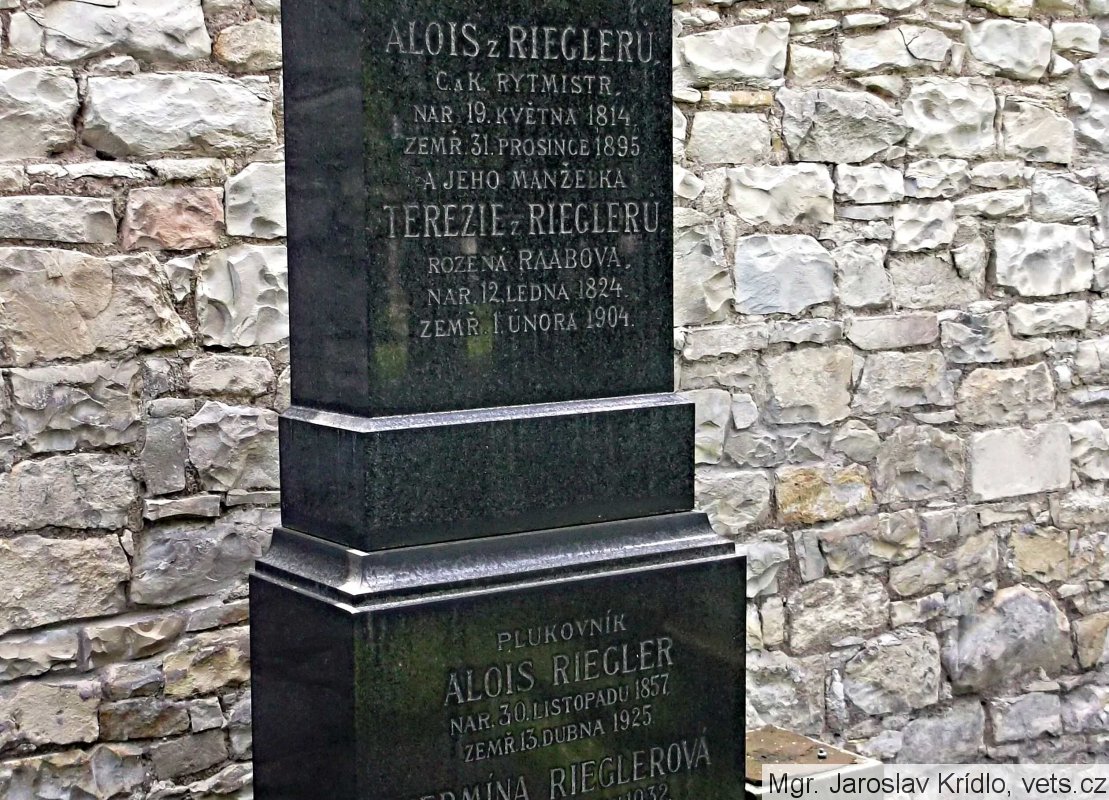 ALOIS z RIEGLERŮ,
C.A K. RYTMISTR,
NAR. 19. KVĚTNA 1814.
ZEMŘ. 31. PROSINCE 1895
A JEHO MANŽELKA
TEREZIE z RIEGLERŮ
ROZENÁ RAABOVA,
NAR. 12. LEDNA 1824.
ZEMŘ. 1. ÚNORA 1904.
PLUKOVNÍK
ALOIS RIEGLER
NAR. 30. LISTOPADU 1857
ZEMŘ 13. DUBNA 1925.
RIEGLEROVÁ
1932
Mgr. Jaroslav Krídlo, vets.cz